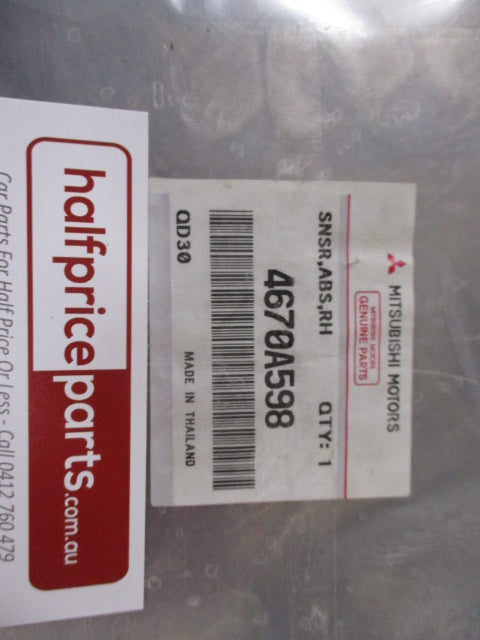 MITSUBISHI MOTORS
MITSUBISHI MOTORS
GENUINE PARTS
SNSR,ABS,RH QTY: 1
4670A598
QD30 MADE IN THAILAND
halfpriceparts.com.au
Car Parts For Half Price Or Less - Call 0412 760 479